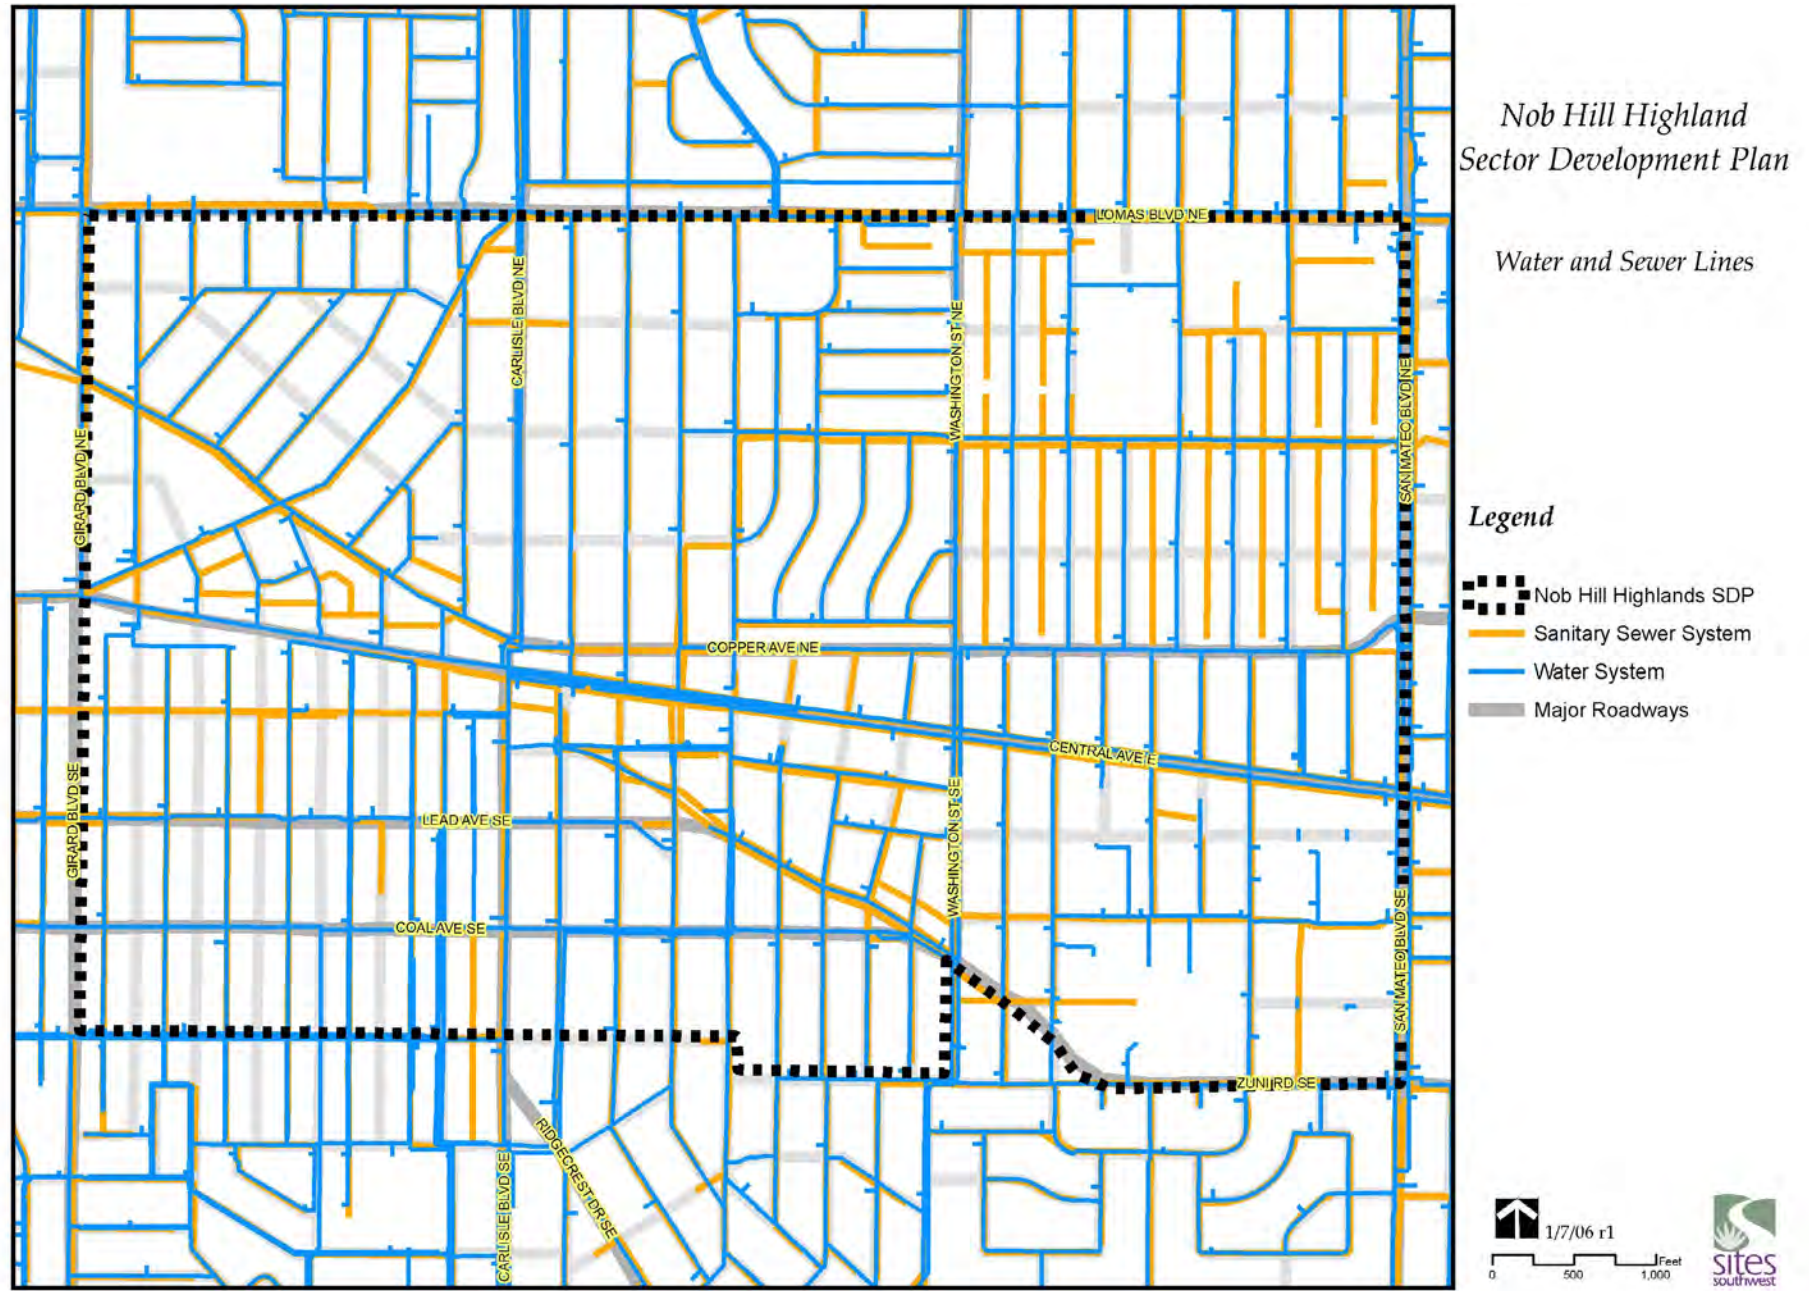 Nob Hill Highland
Sector Development Plan
Water and Sewer Lines
Legend
Nob Hill Highlands SDP
Sanitary Sewer System
Water System
Major Roadways
LOMAS BLVD NE
CARLISLE BLVD NE
WASHINGTON ST NE
SAN MATEO BLVD NE
GIRARD BLVD NE
COPPER AVE NE
CENTRAL AVE E
GIRARD BLVD SE
LEAD AVE SE
WASHINGTON ST SE
COAL AVE SE
SAN MATEO BLVD SE
ZUNI RD SE
RIDGECREST DR SE
CARLISLE BLVD SE
1/7/06 r1
Feet
0 500 1,000
sites
southwest